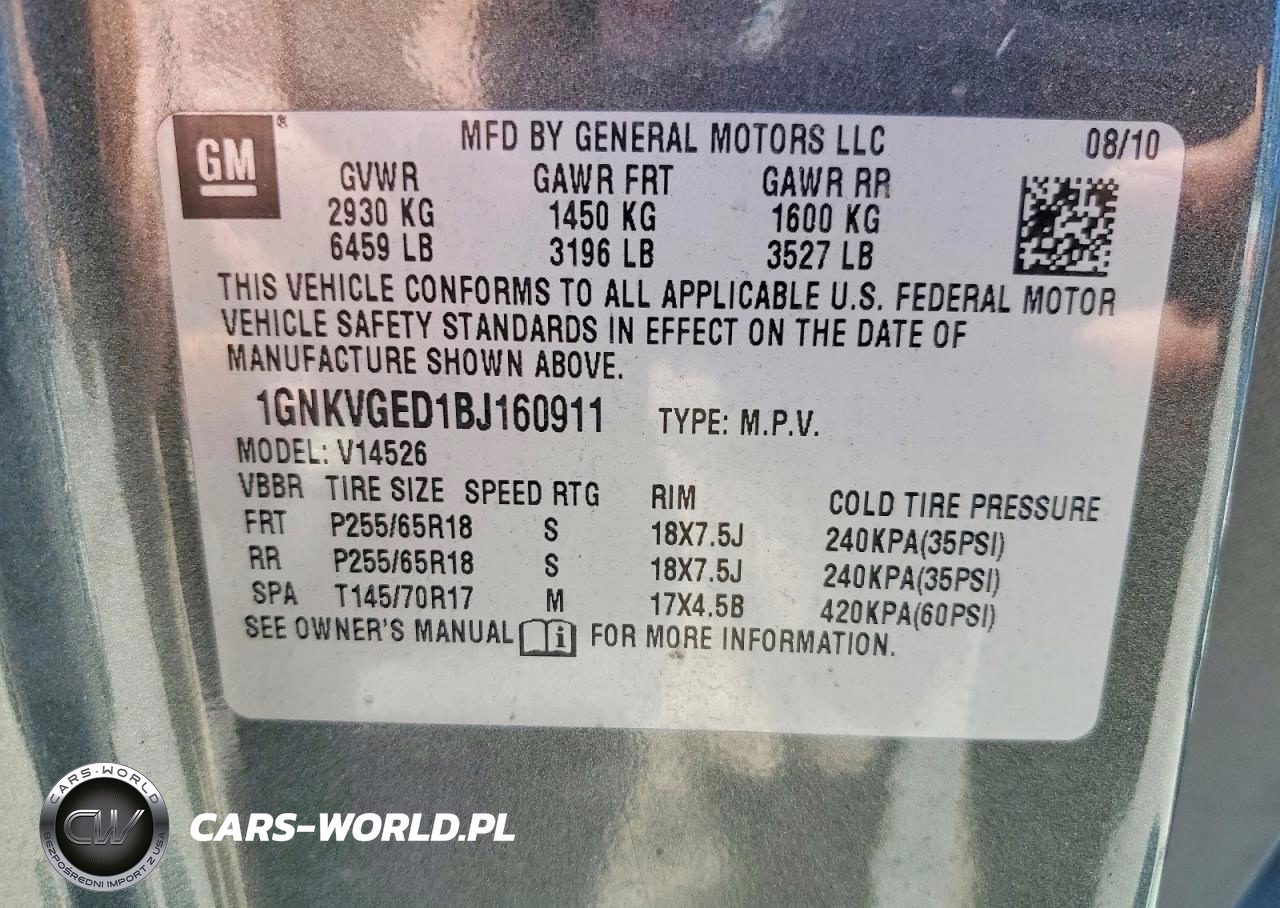 GM®
MFD BY GENERAL MOTORS LLC 08/10
GVWR GAWR FRT GAWR RR
2930 KG 1450 KG 1600 KG
6459 LB 3196 LB 3527 LB
THIS VEHICLE CONFORMS TO ALL APPLICABLE U.S. FEDERAL MOTOR
VEHICLE SAFETY STANDARDS IN EFFECT ON THE DATE OF
MANUFACTURE SHOWN ABOVE.
1GNKVGED1BJ160911 TYPE: M.P.V.
MODEL: V14526
VBBR TIRE SIZE SPEED RTG RIM COLD TIRE PRESSURE
FRT P255/65R18 S 18X7.5J 240KPA(35PSI)
RR P255/65R18 S 18X7.5J 240KPA(35PSI)
SPA T145/70R17 M 17X4.5B 420KPA(60PSI)
SEE OWNER'S MANUAL i FOR MORE INFORMATION.
CARS-WORLD
CW
BEZPOŚREDNI IMPORT Z USA
CARS-WORLD.PL